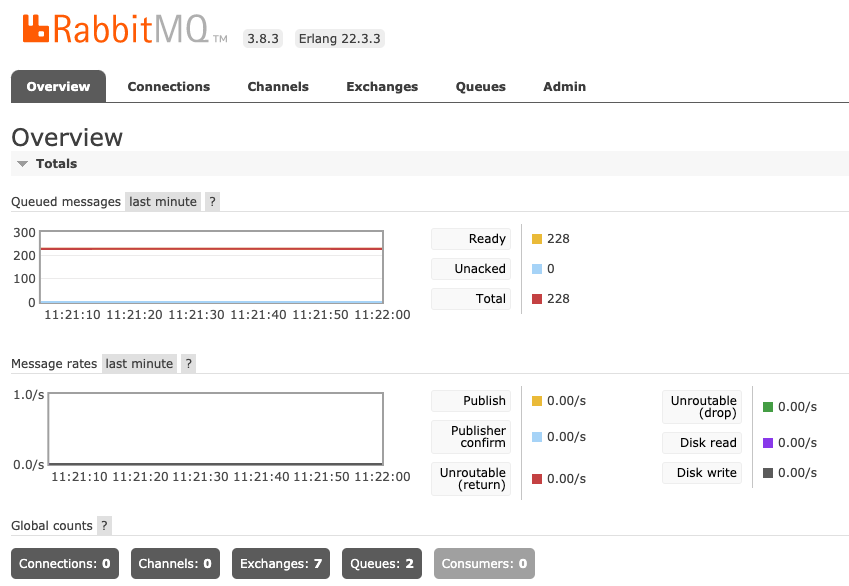 RabbitMQ TM 3.8.3 Erlang 22.3.3
Overview Connections Channels Exchanges Queues Admin
Overview
Totals
Queued messages last minute ?
300
200
100
0
11:21:10 11:21:20 11:21:30 11:21:40 11:21:50 11:22:00
Ready 228
Unacked 0
Total 228
Message rates last minute ?
1.0/s
0.0/s
11:21:10 11:21:20 11:21:30 11:21:40 11:21:50 11:22:00
Publish 0.00/s
Publisher
confirm 0.00/s
Unroutable
(return) 0.00/s
Unroutable
(drop) 0.00/s
Disk read 0.00/s
Disk write 0.00/s
Global counts ?
Connections: 0 Channels: 0 Exchanges: 7 Queues: 2 Consumers: 0